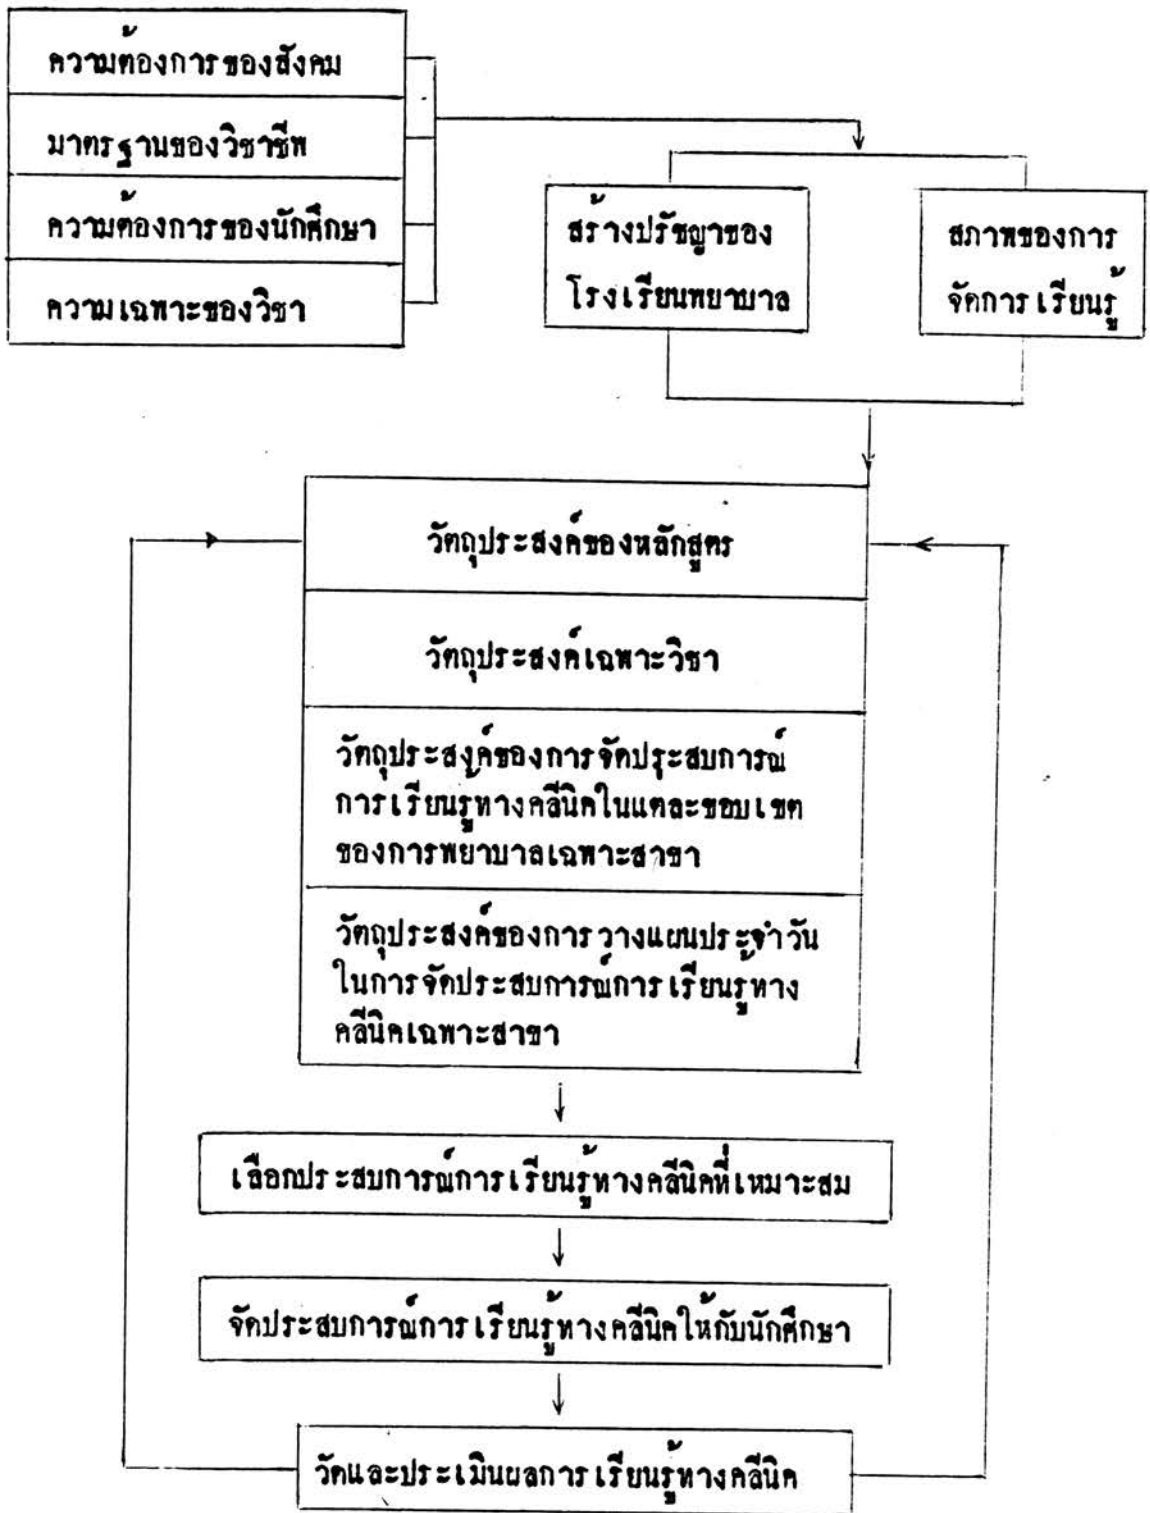 ความต้องการของสังคม
มาตรฐานของวิชาชีพ
ความต้องการของนักศึกษา
ความเฉพาะของวิชา
สร้างปรัชญาของ
โรงเรียนพยาบาล
สภาพของการ
จัดการเรียนรู้
วัตถุประสงค์ของหลักสูตร
วัตถุประสงค์เฉพาะวิชา
วัตถุประสงค์ของการจัดประสบการณ์
การเรียนรู้ทางคลีนิคในแต่ละขอบเขต
ของการพยาบาลเฉพาะสาขา
วัตถุประสงค์ของการวางแผนประจำวัน
ในการจัดประสบการณ์การเรียนรู้ทาง
คลีนิคเฉพาะสาขา
เลือกประสบการณ์การเรียนรู้ทางคลีนิคที่เหมาะสม
จัดประสบการณ์การเรียนรู้ทางคลีนิคให้กับนักศึกษา
วัดและประเมินผลการเรียนรู้ทางคลีนิค